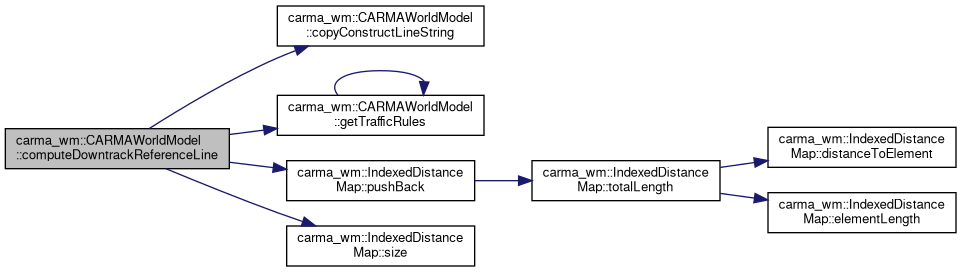 carma_wm::CARMAWorldModel
::computeDowntrackReferenceLine
carma_wm::CARMAWorldModel
::copyConstructLineString
carma_wm::CARMAWorldModel
::getTrafficRules
carma_wm::IndexedDistance
Map::pushBack
carma_wm::IndexedDistance
Map::size
carma_wm::IndexedDistance
Map::totalLength
carma_wm::IndexedDistance
Map::distanceToElement
carma_wm::IndexedDistance
Map::elementLength